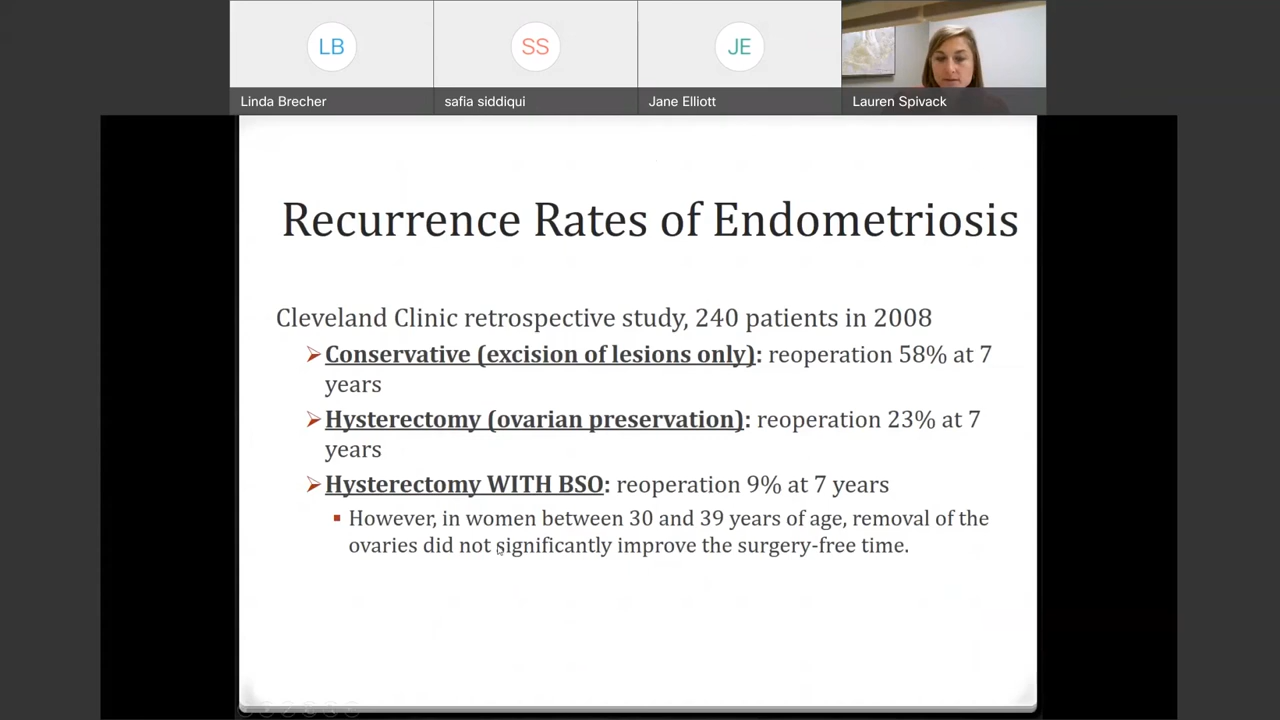 LB
SS
JE
Linda Brecher
safia siddiqui
Jane Elliott
Lauren Spivack
Recurrence Rates of Endometriosis
Cleveland Clinic retrospective study, 240 patients in 2008
➢Conservative (excision of lesions only): reoperation 58% at 7
years
➢Hysterectomy (ovarian preservation): reoperation 23% at 7
years
➢Hysterectomy WITH BSO: reoperation 9% at 7 years
▪ However, in women between 30 and 39 years of age, removal of the
ovaries did not significantly improve the surgery-free time.